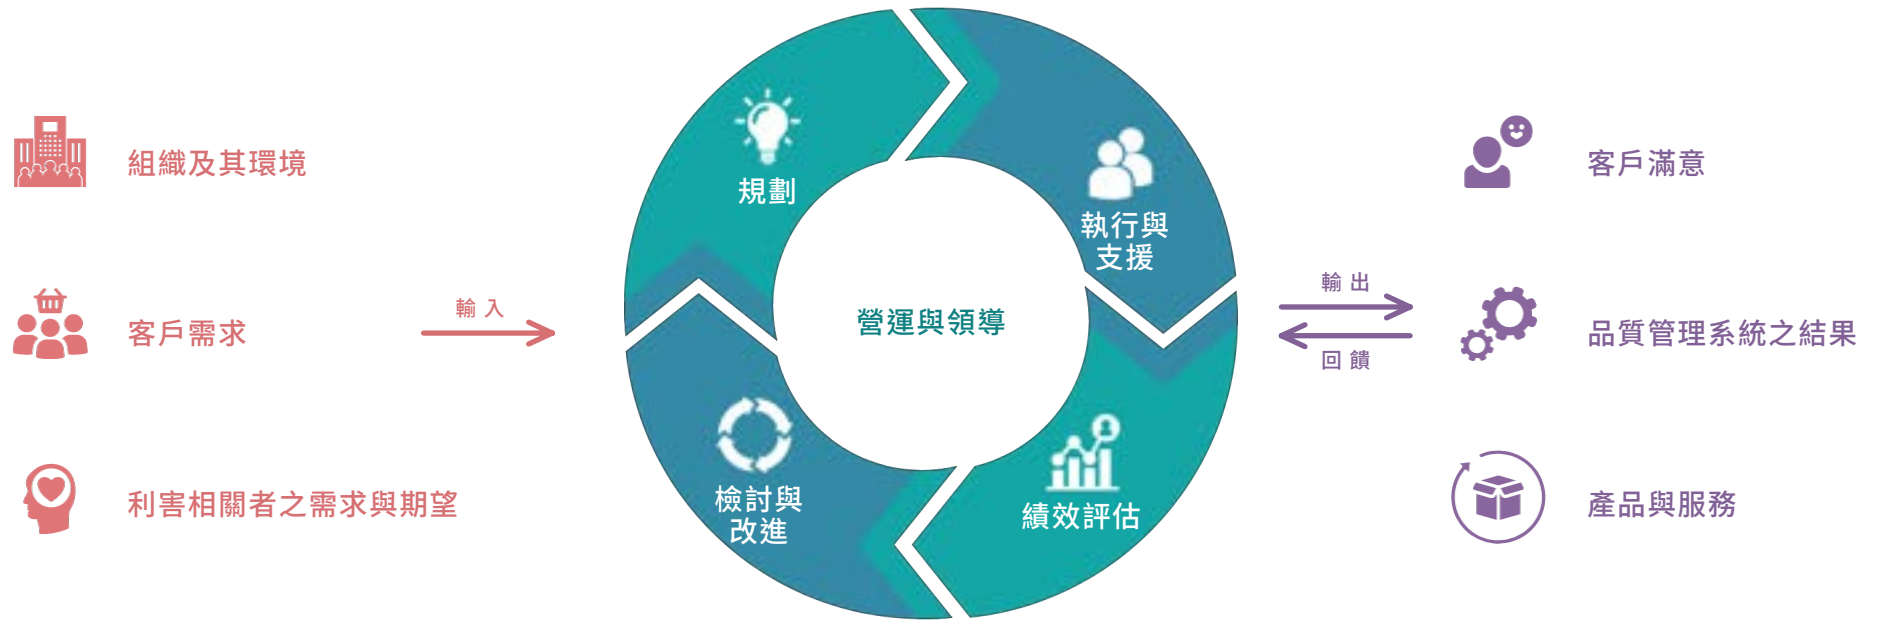 組織及其環境
客戶需求
利害相關者之需求與期望
輸入
規劃
執行與
支援
營運與領導
檢討與
改進
績效評估
輸出
回饋
客戶滿意
品質管理系統之結果
產品與服務